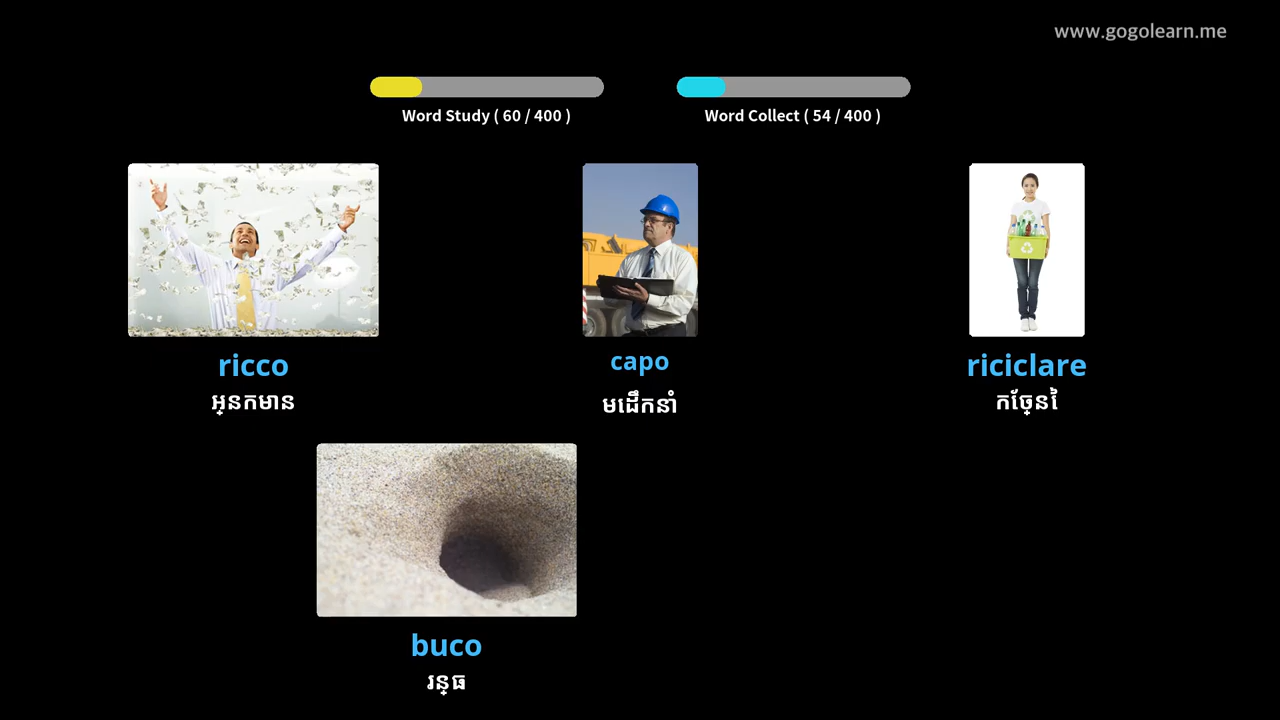 www.gogolearn.me
Word Study ( 60 / 400 )
Word Collect ( 54 / 400 )
ricco
អ្នកមាន
capo
មេដឹកនាំ
riciclare
កែច្នៃ
buco
រន្ធ